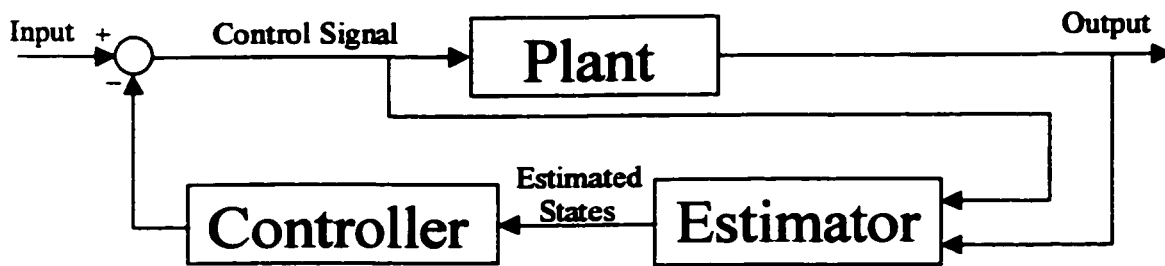 Input
+
Control Signal
Plant
Output
−
Controller
Estimated
States
Estimator